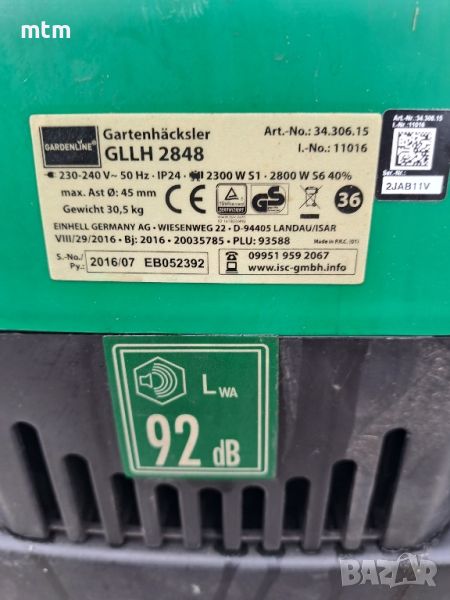 mtm
GARDENLINE®
Gartenhäcksler
GLLH 2848
Art.-No.: 34.306.15
I.-No.: 11016
230-240 V~ 50 Hz · IP24 · 2300 W S1 · 2800 W S6 40%
max. Ast Ø: 45 mm
Gewicht 30,5 kg
CE
36
EINHELL GERMANY AG · WIESENWEG 22 · D-94405 LANDAU/ISAR
VIII/29/2016 · Bj: 2016 · 20035785 · PLU: 93588
Made in P.R.C. (01)
S.-No./
Py.:
2016/07 EB052392
09951 959 2067
www.isc-gmbh.info
Art.-Nr.: 34.306.15
I.-Nr.: 11016
Ser.-Nr.:
2JAB11V
LWA
92 dB
BAZAR